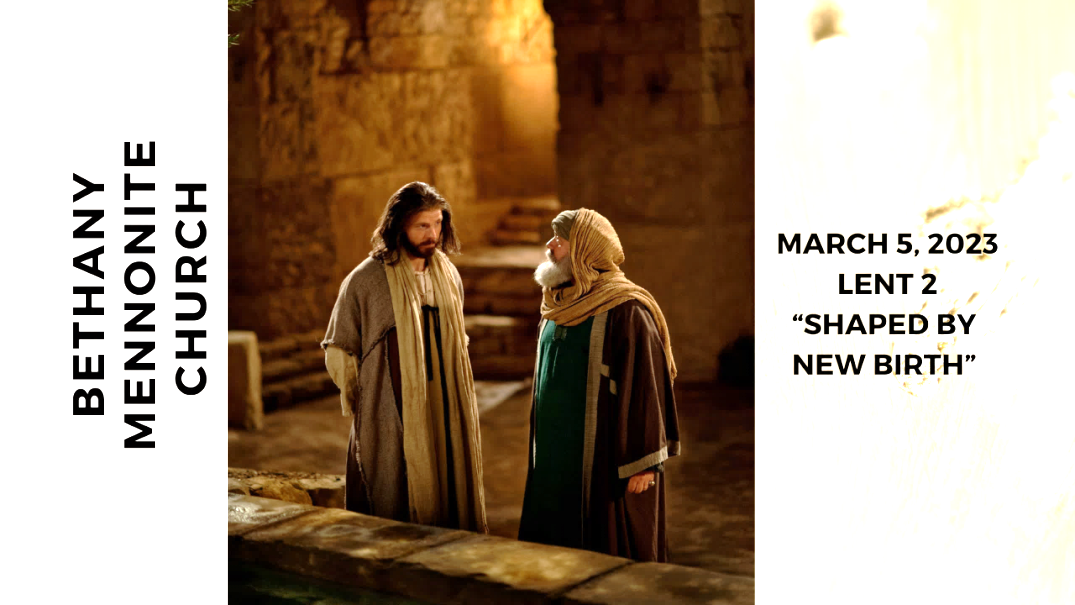 BETHANY
MENNONITE
CHURCH
MARCH 5, 2023
LENT 2
“SHAPED BY
NEW BIRTH”